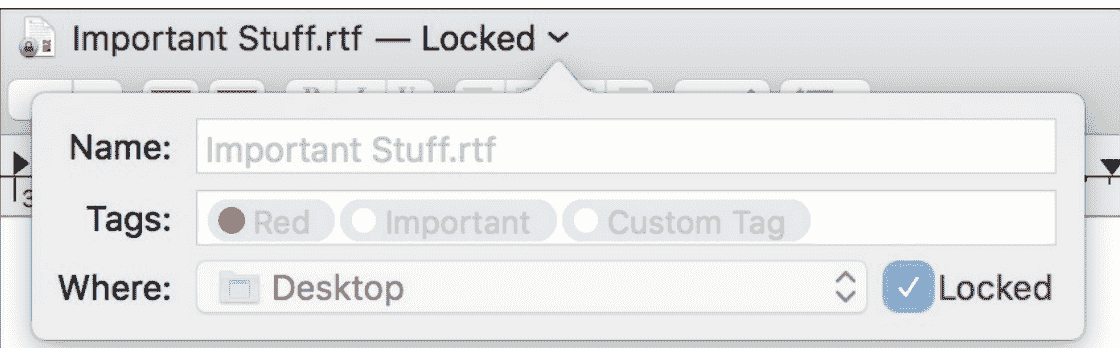 Important Stuff.rtf — Locked
Name: Important Stuff.rtf
Tags: Red Important Custom Tag
Where: Desktop Locked